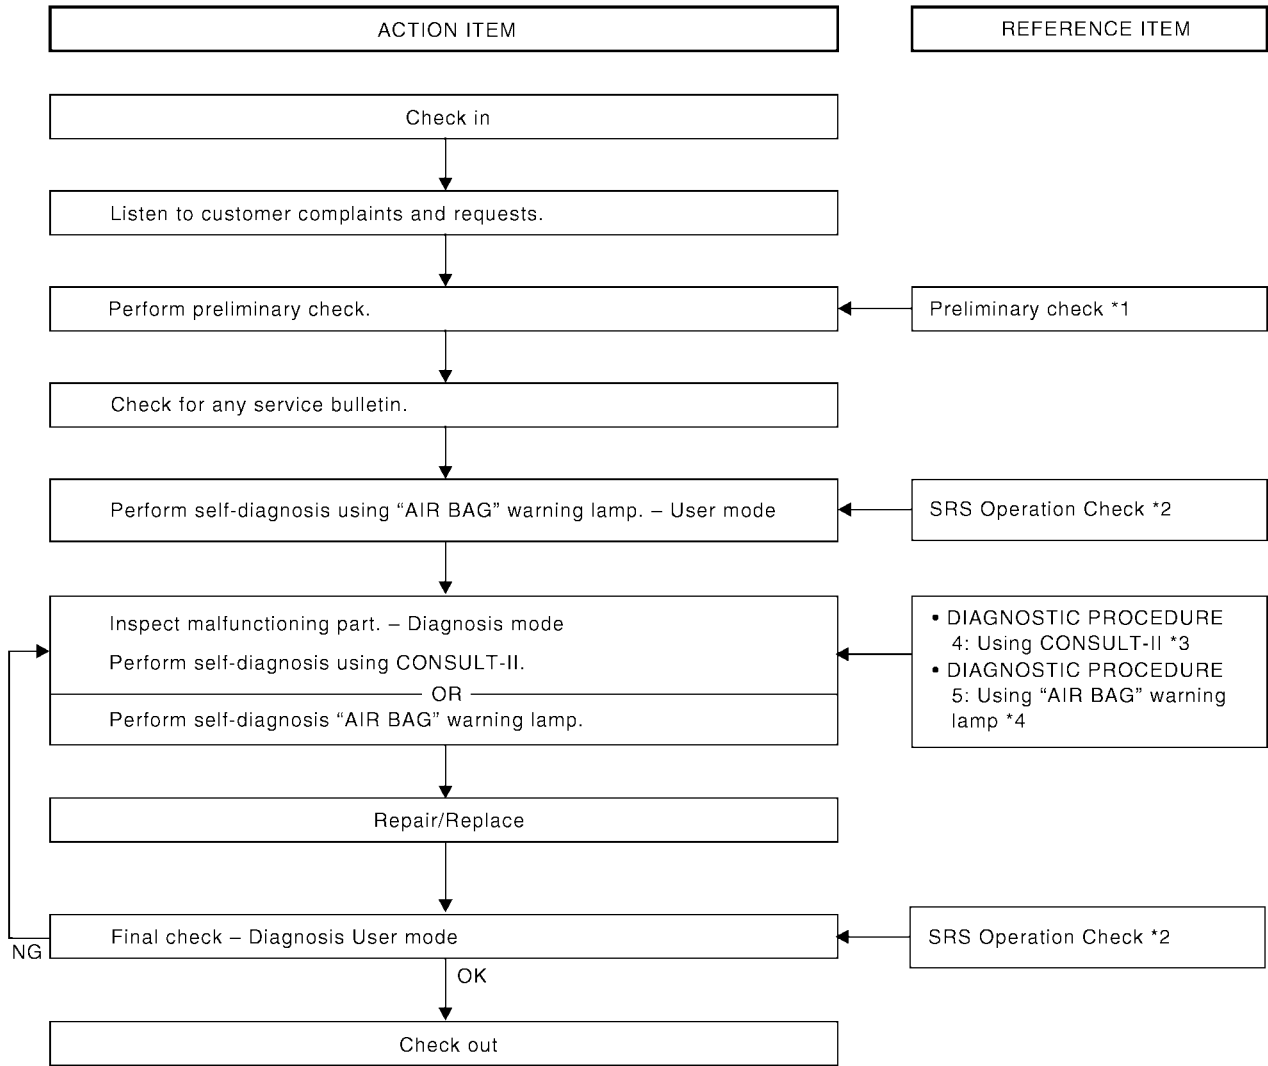 ACTION ITEM
REFERENCE ITEM
Check in
Listen to customer complaints and requests.
Perform preliminary check.
Preliminary check *1
Check for any service bulletin.
Perform self-diagnosis using “AIR BAG” warning lamp. – User mode
SRS Operation Check *2
Inspect malfunctioning part. – Diagnosis mode
Perform self-diagnosis using CONSULT-II.
OR
Perform self-diagnosis “AIR BAG” warning lamp.
• DIAGNOSTIC PROCEDURE
4: Using CONSULT-II *3
• DIAGNOSTIC PROCEDURE
5: Using “AIR BAG” warning
lamp *4
Repair/Replace
Final check – Diagnosis User mode
SRS Operation Check *2
NG
OK
Check out